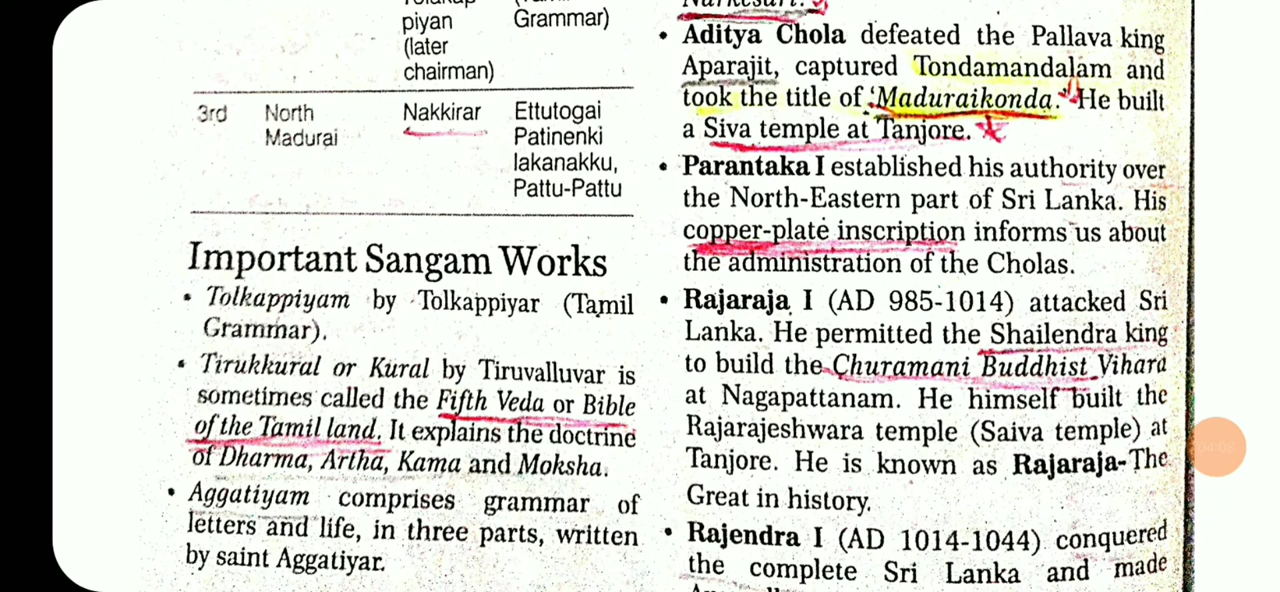 piyan
(later
chairman)
Grammar)
3rd
North
Madurai
Nakkirar
Ettutogai
Patinenki
lakanakku,
Pattu-Pattu
Important Sangam Works
• Tolkappiyam by Tolkappiyar (Tamil
Grammar).
• Tirukkural or Kural by Tiruvalluvar is
sometimes called the Fifth Veda or Bible
of the Tamil land. It explains the doctrine
of Dharma, Artha, Kama and Moksha.
• Aggatiyam comprises grammar of
letters and life, in three parts, written
by saint Aggatiyar.
• Aditya Chola defeated the Pallava king
Aparajit, captured Tondamandalam and
took the title of 'Maduraikonda.' He built
a Siva temple at Tanjore.
• Parantaka I established his authority over
the North-Eastern part of Sri Lanka. His
copper-plate inscription informs us about
the administration of the Cholas.
• Rajaraja I (AD 985-1014) attacked Sri
Lanka. He permitted the Shailendra king
to build the Churamani Buddhist Vihara
at Nagapattanam. He himself built the
Rajarajeshwara temple (Saiva temple) at
Tanjore. He is known as Rajaraja-The
Great in history.
• Rajendra I (AD 1014-1044) conquered
the complete Sri Lanka and made